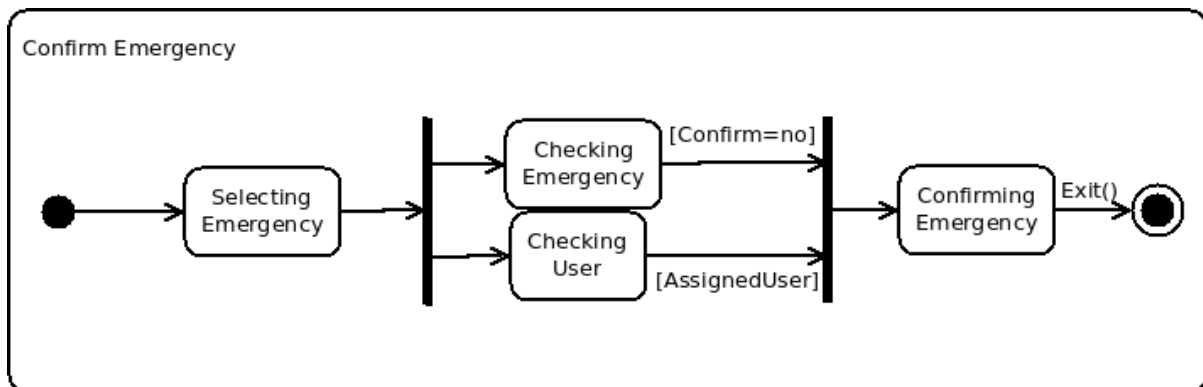 Confirm Emergency
Selecting
Emergency
Checking
Emergency
[Confirm=no]
Checking
User
[AssignedUser]
Confirming
Emergency
Exit()